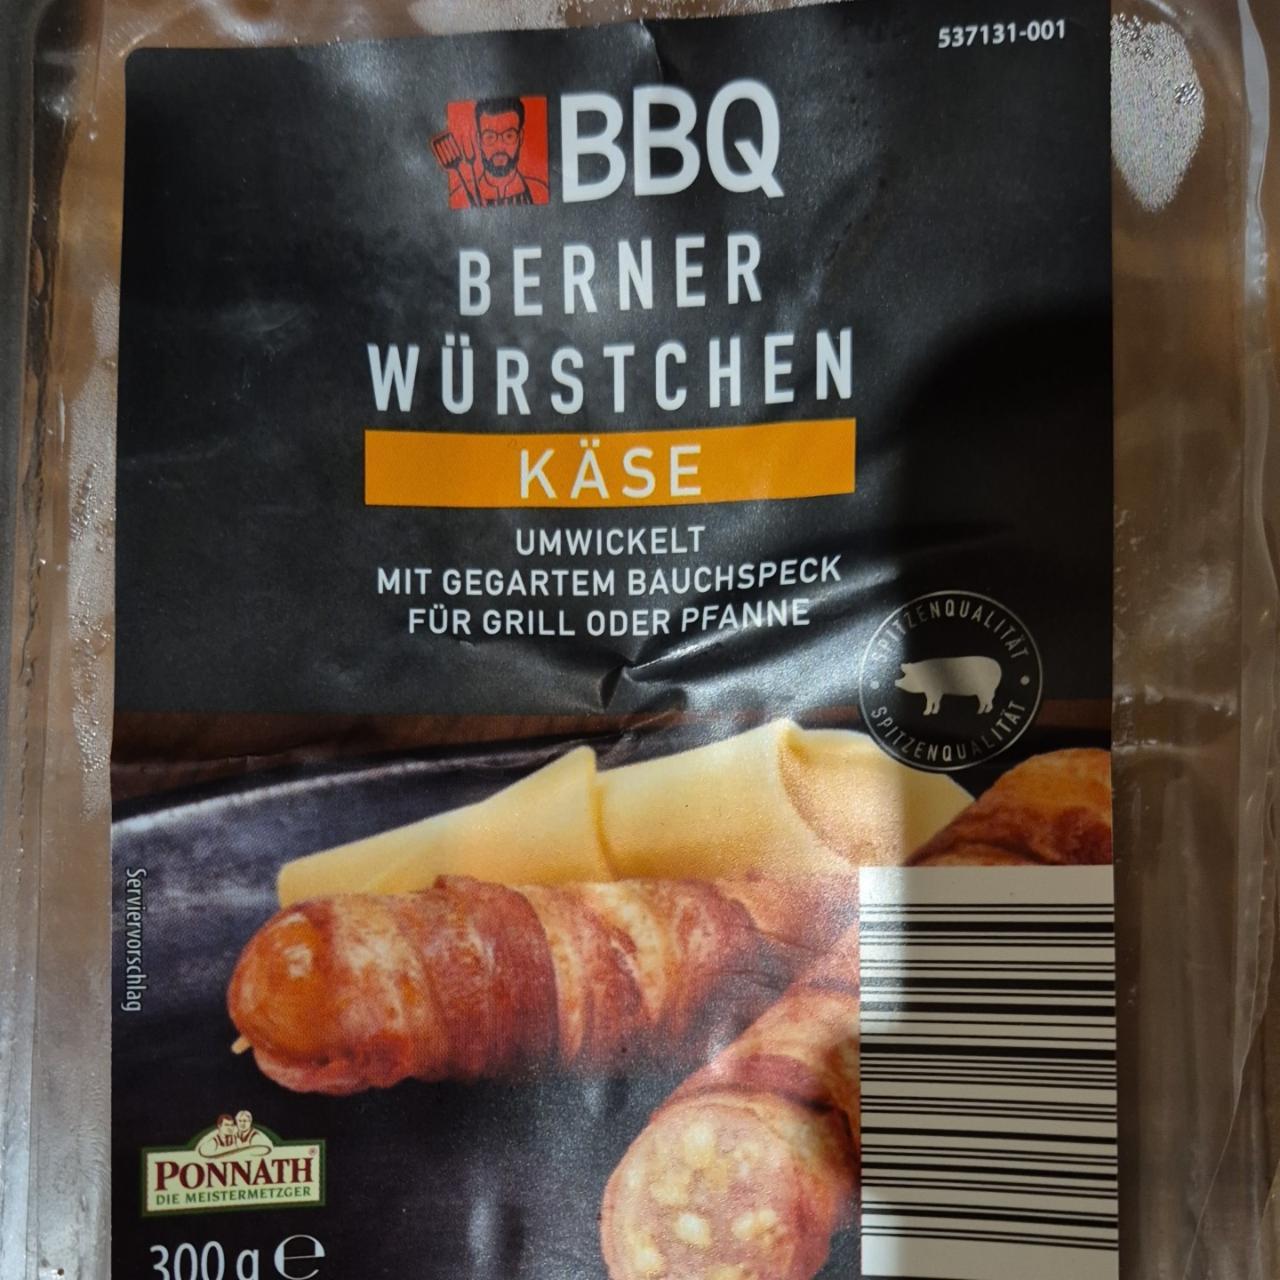 537131-001
BBQ
BERNER
WÜRSTCHEN
KÄSE
UMWICKELT
MIT GEGARTEM BAUCHSPECK
FÜR GRILL ODER PFANNE
SPITZENQUALITÄT • SPITZENQUALITÄT •
Serviervorschlag
PONNATH®
DIE MEISTERMETZGER
300 g ℮